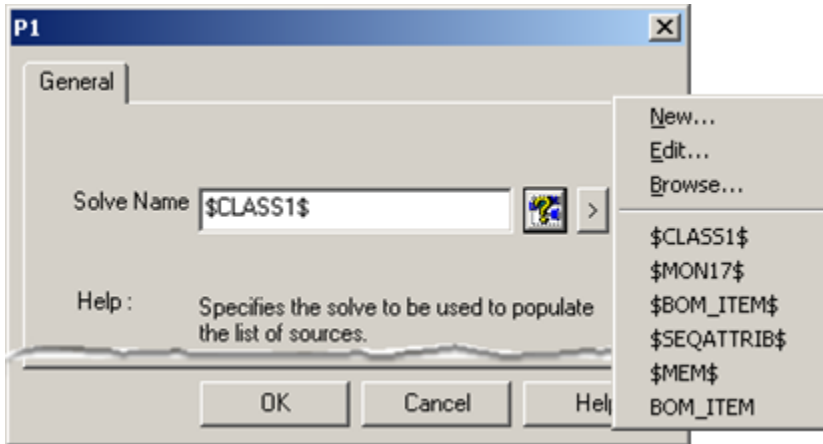 P1
General
Solve Name $CLASS1$ >
Help : Specifies the solve to be used to populate
the list of sources.
OK Cancel
New...
Edit...
Browse...
$CLASS1$
$MON17$
$BOM_ITEM$
$SEQATTRIB$
$MEM$
BOM_ITEM